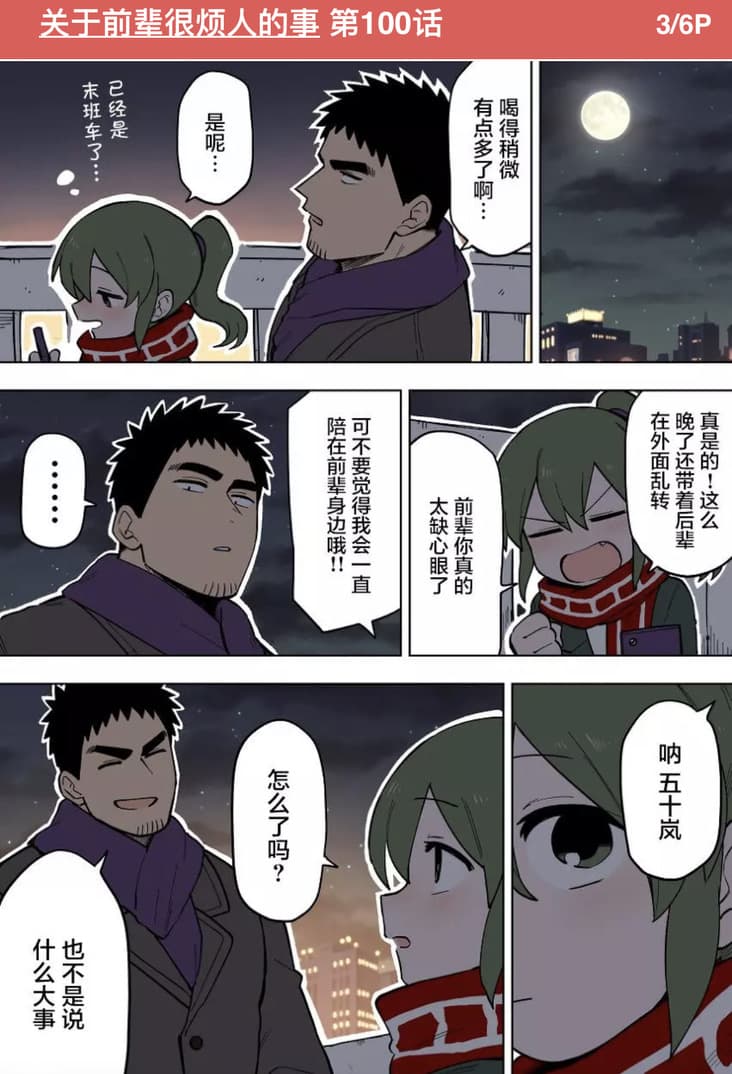 关于前辈很烦人的事 第100话
3/6P
喝得稍微
有点多了啊…
是呢…
已经是
末班车了…
真是的！这么
晚了还带着后辈
在外面乱转
前辈你真的
太缺心眼了
可不要觉得我会一直
陪在前辈身边哦!!
……
呐 五十岚
怎么了吗?
也不是说
什么大事